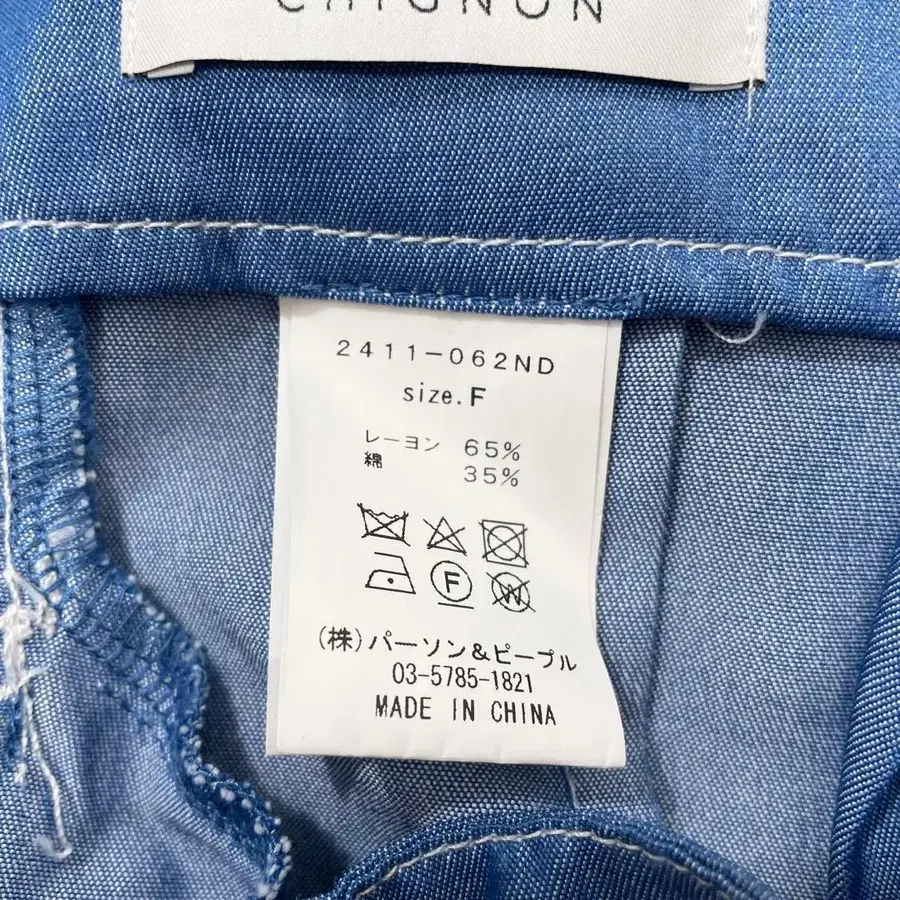 CHIGNON
2411-062ND
size.F
レーヨン 65%
綿 35%
F W
(株)パーソン&ピープル
03-5785-1821
MADE IN CHINA